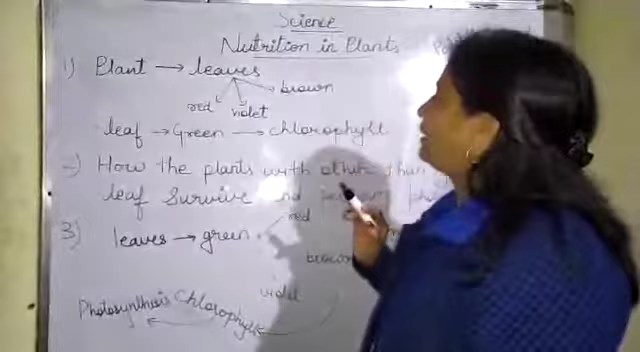 Science
Nutrition in Plants
1) Plant → leaves
brown
red violet
leaf → Green → chlorophyll
2) How the plants with other than
leaf Survive and
3) leaves → green red
brown
violet
Photosynthesis Chlorophyll